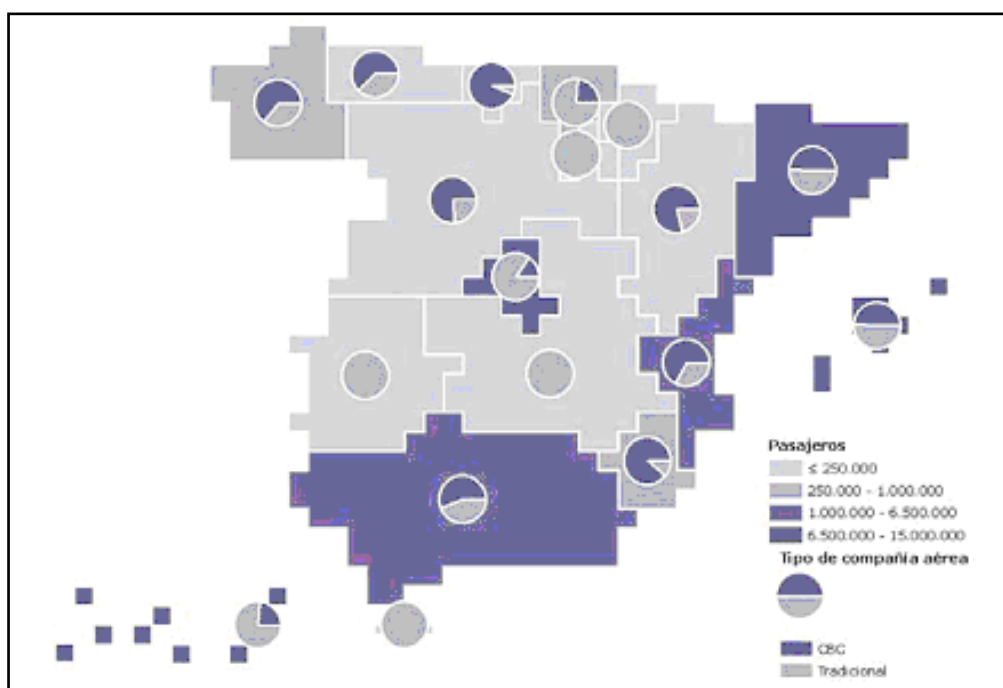 Pasajeros
≤ 250.000
250.000 - 1.000.000
1.000.000 - 6.500.000
6.500.000 - 15.000.000
Tipo de compañía aérea
CBC
Tradicional